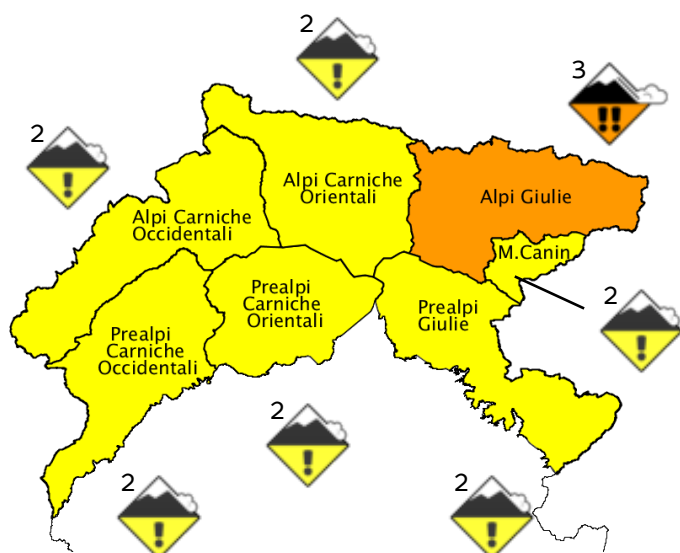 2
3
2
Alpi Carniche
Orientali
Alpi Giulie
Alpi Carniche
Occidentali
M.Canin
Prealpi
Carniche
Orientali
Prealpi
Giulie
2
Prealpi
Carniche
Occidentali
2
2
2